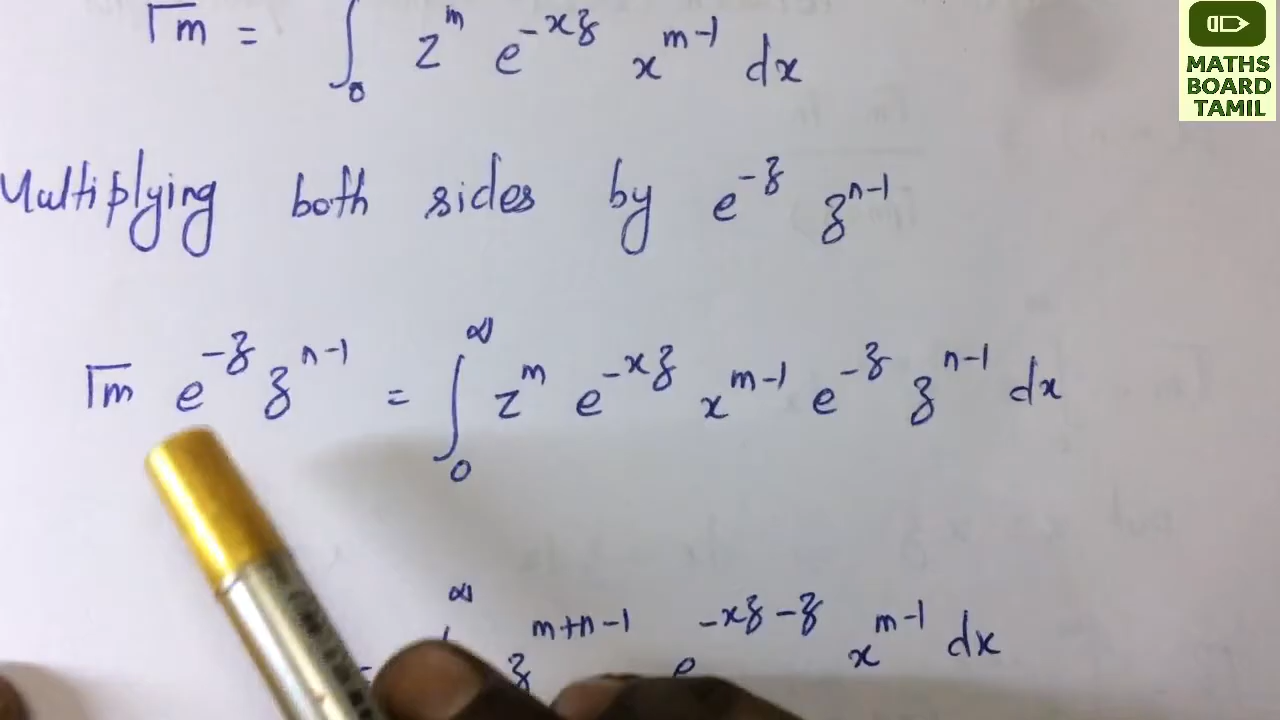 Γm = ∫₀ z^m e^{-xz} x^{m-1} dx
MATHS
BOARD
TAMIL
Multiplying both sides by e^{-z} z^{n-1}
Γm e^{-z} z^{n-1} = ∫₀^∞ z^m e^{-xz} x^{m-1} e^{-z} z^{n-1} dx
= ∫^∞ z^{m+n-1} e^{-xz-z} x^{m-1} dx